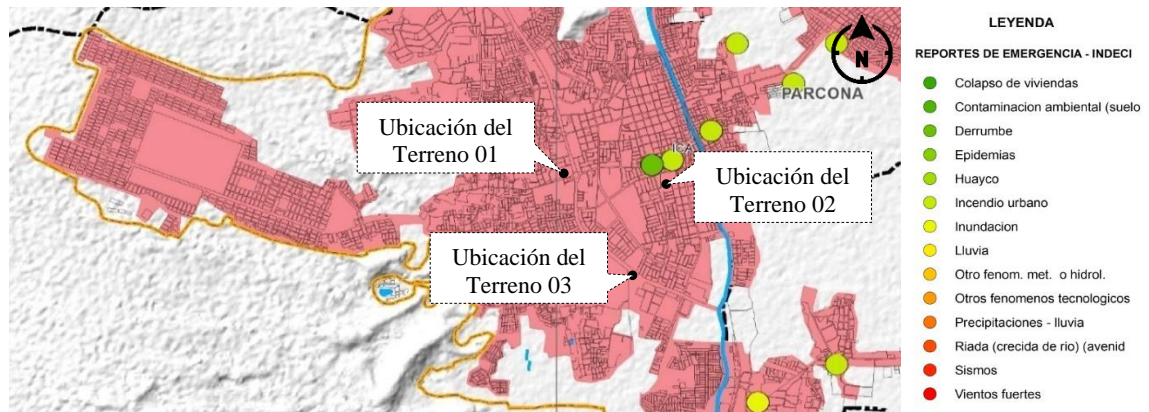 N
PARCONA
Ubicación del
Terreno 01
ICA
Ubicación del
Terreno 02
Ubicación del
Terreno 03
LEYENDA
REPORTES DE EMERGENCIA - INDECI
Colapso de viviendas
Contaminacion ambiental (suelo
Derrumbe
Epidemias
Huayco
Incendio urbano
Inundacion
Lluvia
Otro fenom. met. o hidrol.
Otros fenomenos tecnologicos
Precipitaciones - lluvia
Riada (crecida de rio) (avenid
Sismos
Vientos fuertes